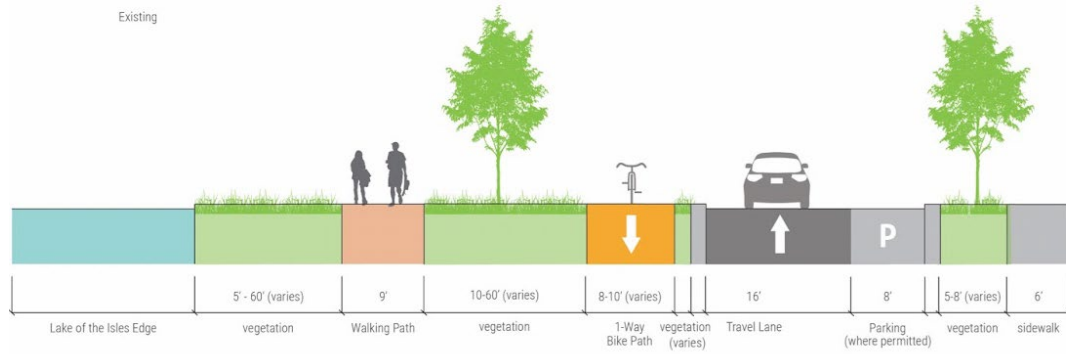 Existing
P
5' - 60' (varies)
9'
10-60' (varies)
8-10' (varies)
16'
8'
5-8' (varies)
6'
Lake of the Isles Edge
vegetation
Walking Path
vegetation
1-Way
Bike Path
vegetation
(varies)
Travel Lane
Parking
(where permitted)
vegetation
sidewalk